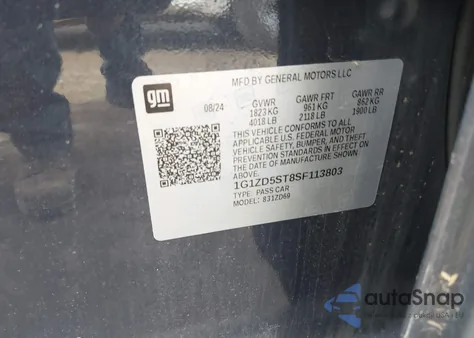 MFD BY GENERAL MOTORS LLC
gm
08/24
GVWR GAWR FRT GAWR RR
1823 KG 961 KG 862 KG
4018 LB 2118 LB 1900 LB
THIS VEHICLE CONFORMS TO ALL
APPLICABLE U.S. FEDERAL MOTOR
VEHICLE SAFETY, BUMPER, AND THEFT
PREVENTION STANDARDS IN EFFECT ON
THE DATE OF MANUFACTURE SHOWN
ABOVE.
1G1ZD5ST8SF113803
TYPE: PASS CAR
MODEL: 831ZD69
autoSnap